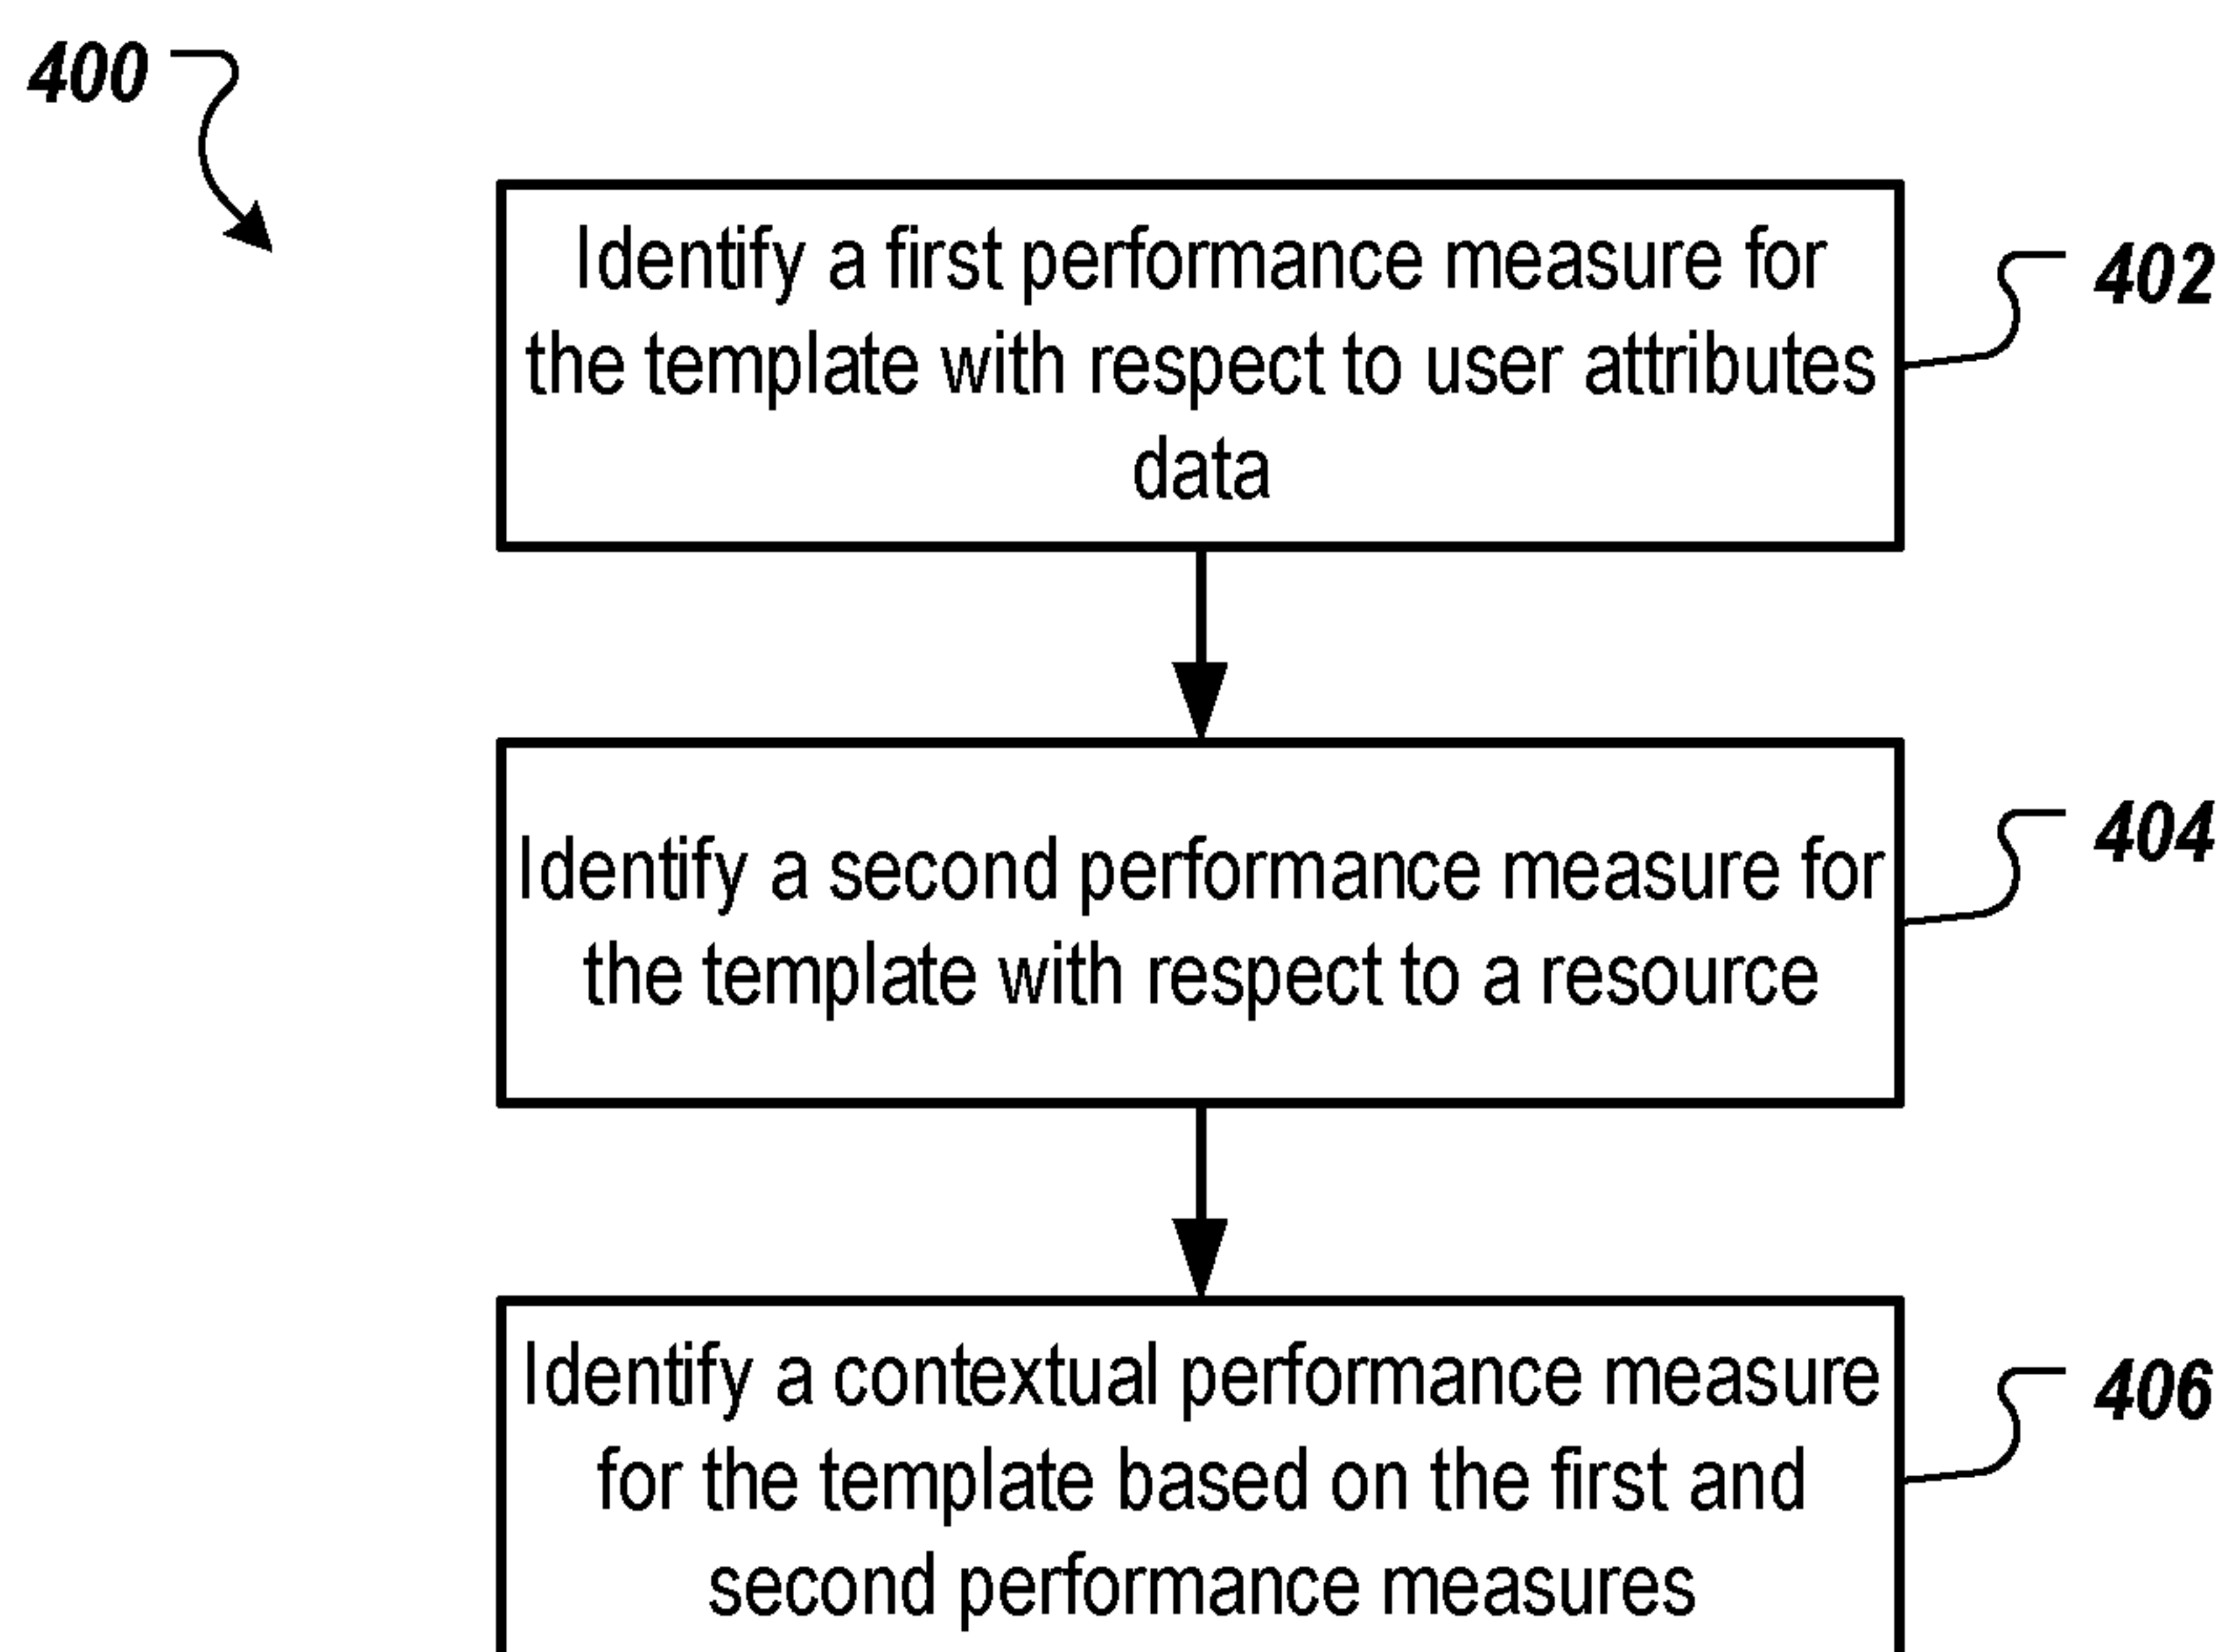 400
Identify a first performance measure for
the template with respect to user attributes
data
402
Identify a second performance measure for
the template with respect to a resource
404
Identify a contextual performance measure
for the template based on the first and
second performance measures
406